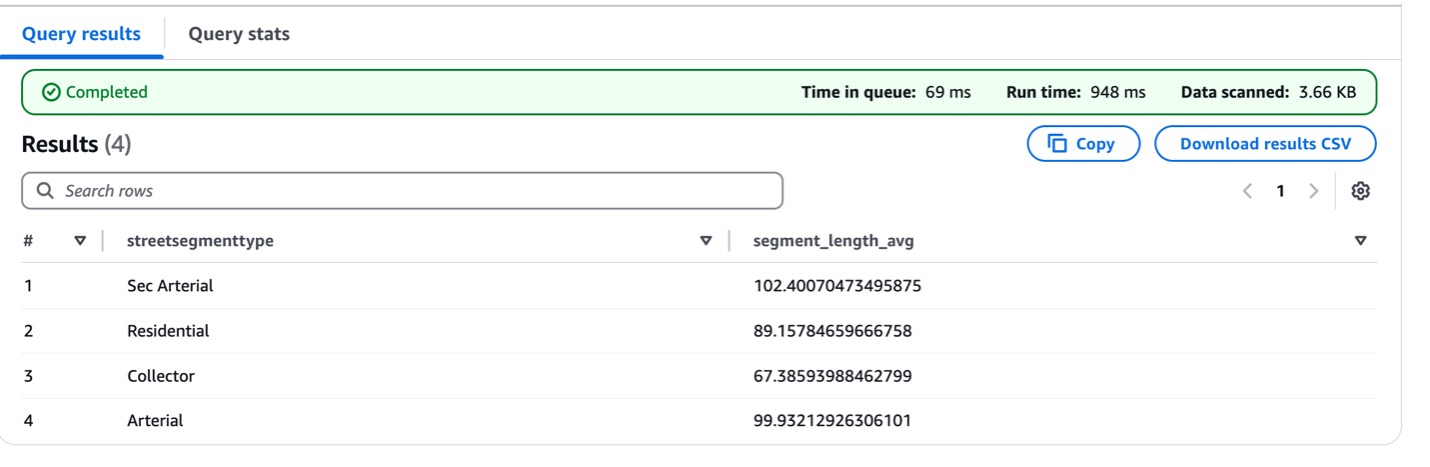 Query results Query stats
Completed Time in queue: 69 ms Run time: 948 ms Data scanned: 3.66 KB
Results (4) Copy Download results CSV
Search rows 1
# streetsegmenttype segment_length_avg
1 Sec Arterial 102.40070473495875
2 Residential 89.15784659666758
3 Collector 67.38593988462799
4 Arterial 99.93212926306101